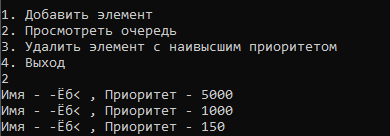 1. Добавить элемент
2. Просмотреть очередь
3. Удалить элемент с наивысшим приоритетом
4. Выход
2
Имя - -Ёб< , Приоритет - 5000
Имя - -Ёб< , Приоритет - 1000
Имя - -Ёб< , Приоритет - 150